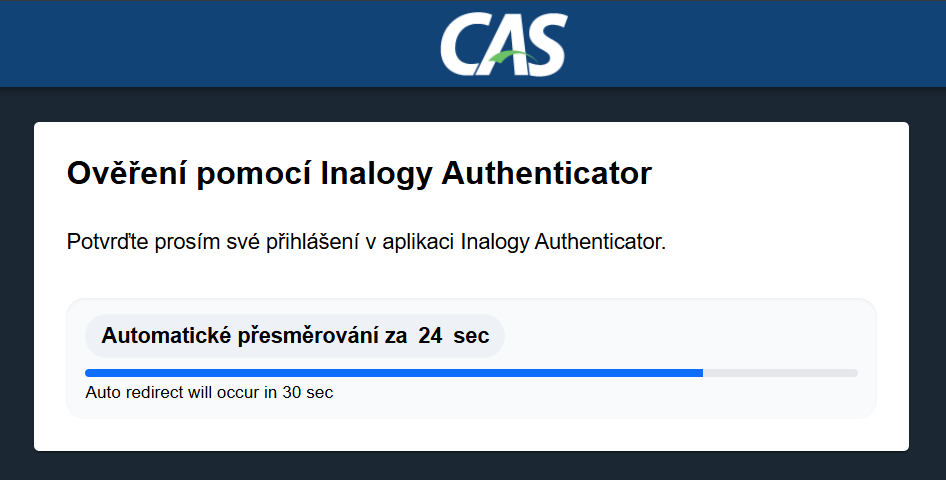 CAS
Ověření pomocí Inalogy Authenticator
Potvrďte prosím své přihlášení v aplikaci Inalogy Authenticator.
Automatické přesměrování za 24 sec
Auto redirect will occur in 30 sec